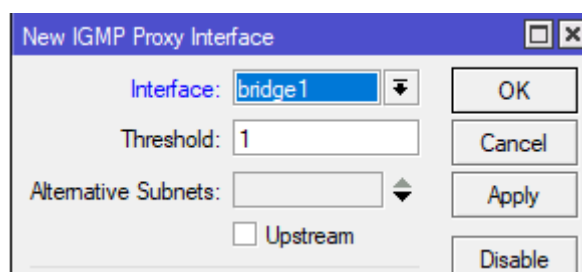 New IGMP Proxy Interface
Interface: bridge1
OK
Threshold: 1
Cancel
Alternative Subnets:
Apply
Upstream
Disable